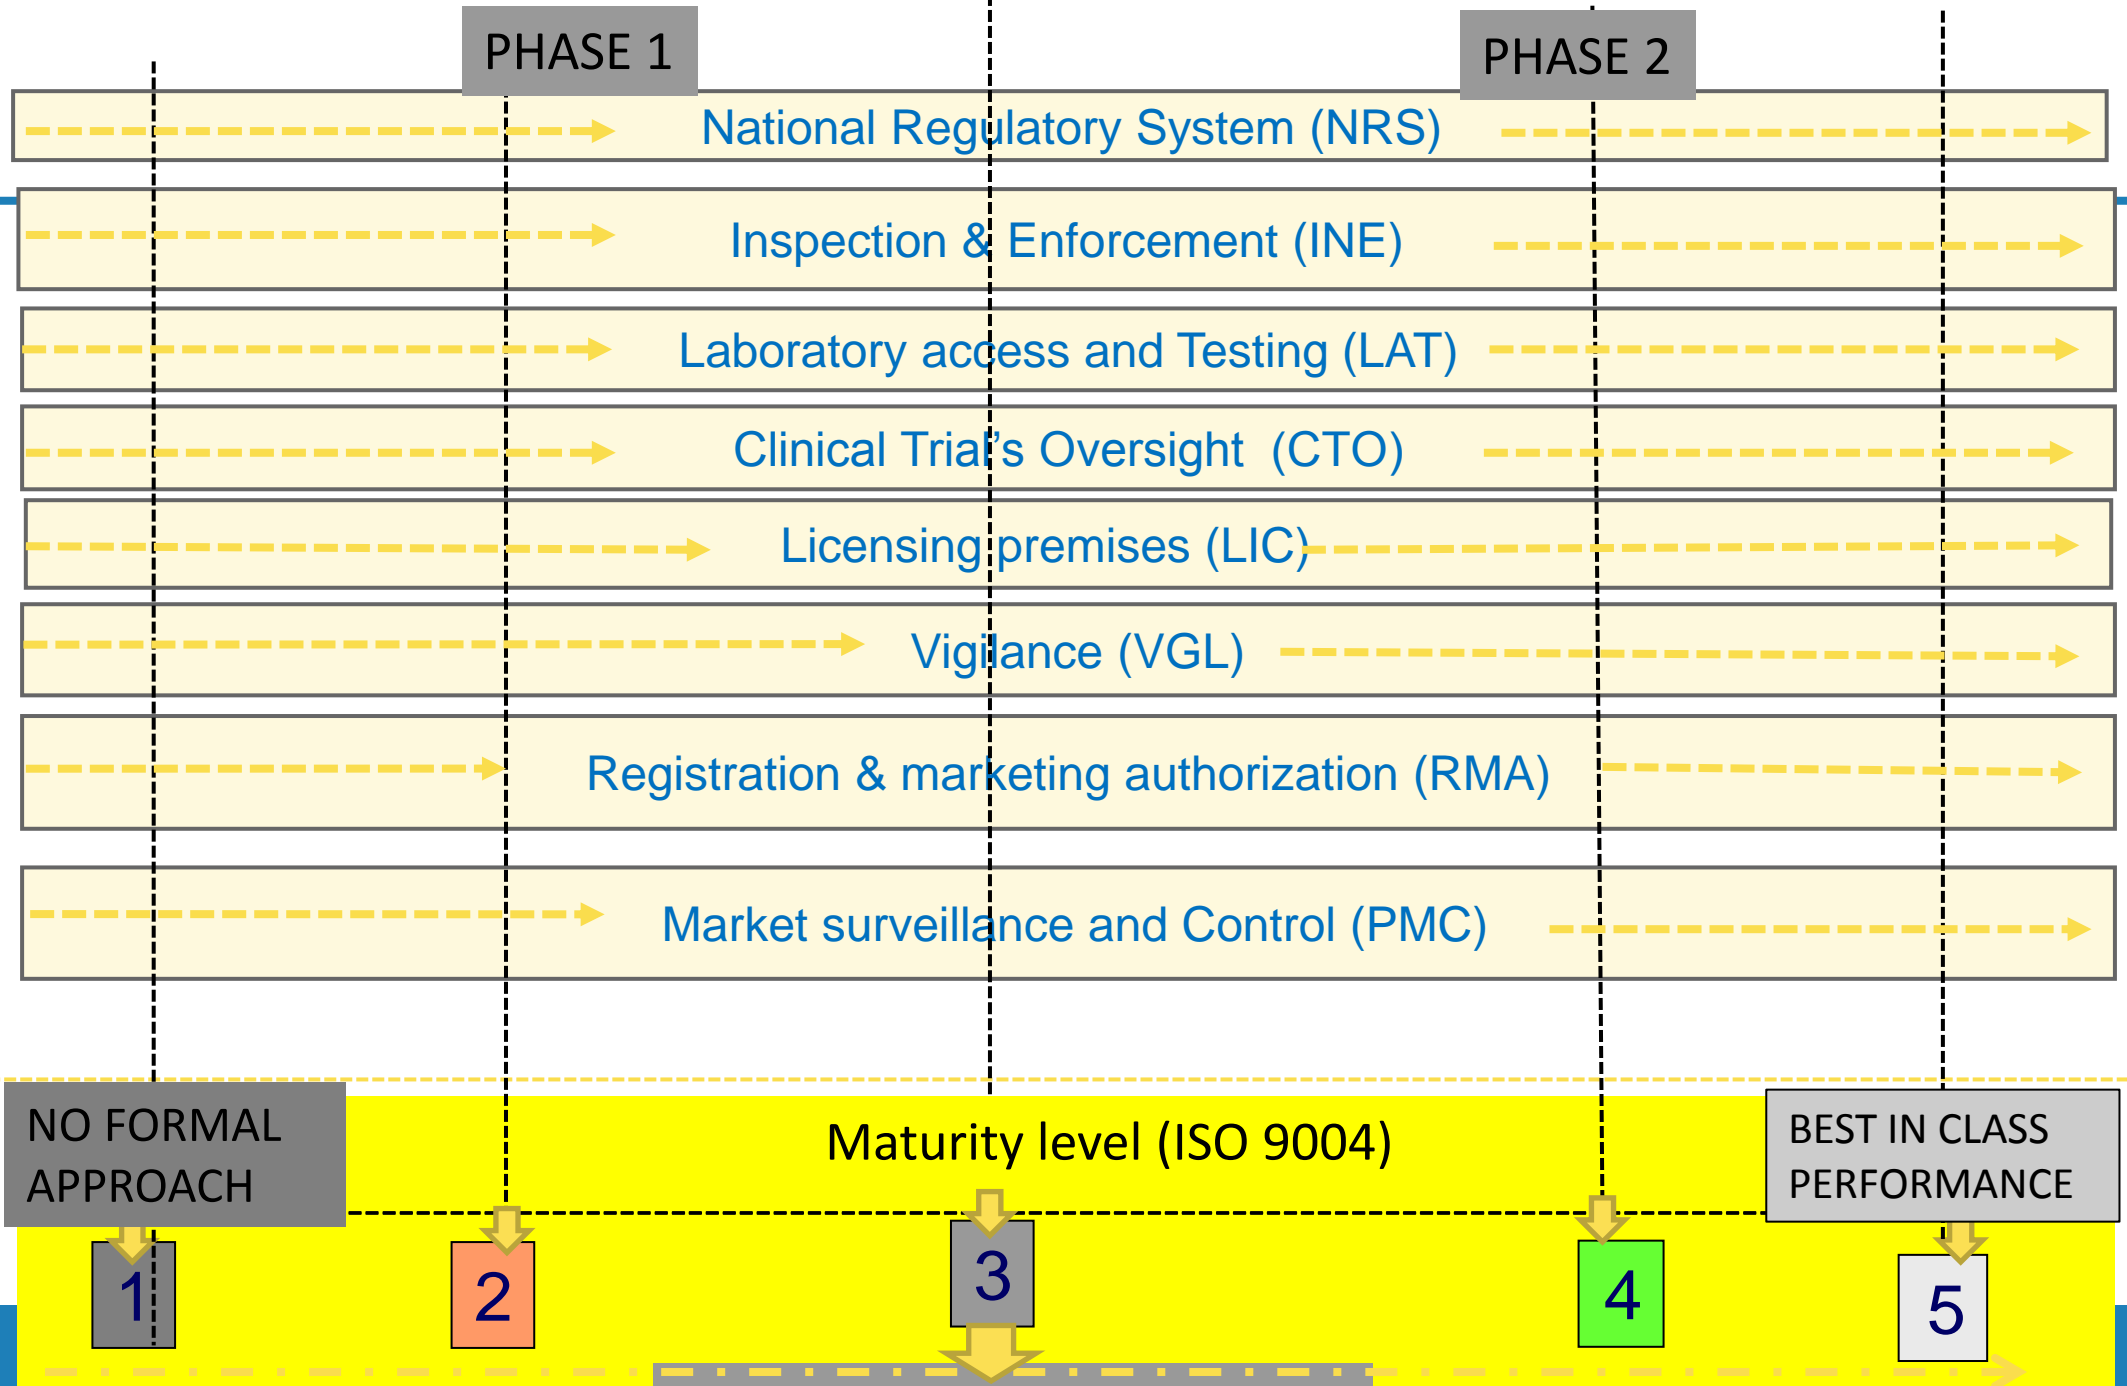 PHASE 1
PHASE 2
National Regulatory System (NRS)
Inspection & Enforcement (INE)
Laboratory access and Testing (LAT)
Clinical Trial’s Oversight (CTO)
Licensing premises (LIC)
Vigilance (VGL)
Registration & marketing authorization (RMA)
Market surveillance and Control (PMC)
NO FORMAL
APPROACH
Maturity level (ISO 9004)
BEST IN CLASS
PERFORMANCE
1
2
3
4
5